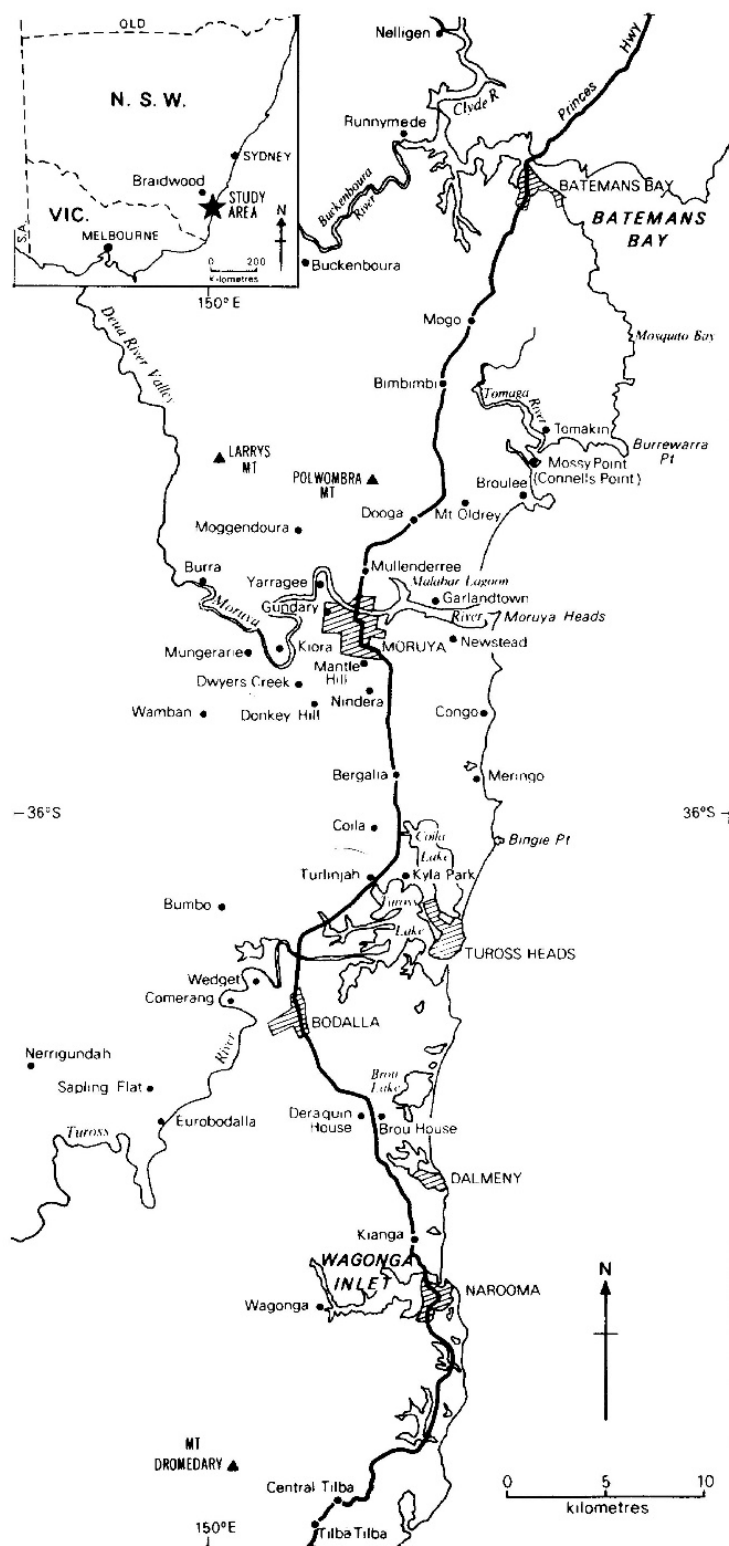 QLD
N. S. W.
SYDNEY
Braidwood
STUDY
AREA
VIC.
S.A.
MELBOURNE
N
0 200
Kilometres
150°E
Nelligen
Clyde R
Princes Hwy
Runnymede
Buckenboura
River
BATEMANS BAY
BATEMANS
BAY
Buckenboura
Deua River Valley
Mogo
Mosquito Bay
Bimbimbi
Tomaga
River
Tomakin
Burrewarra
Pt
LARRYS
MT
POLWOMBRA
MT
Mossy Point
(Connell's Point)
Broulee
Mt Oldrey
Dooga
Moggendoura
Mullenderree
Burra
Yarragee
Malabar Lagoon
Garlandtown
Moruya
Gundary
River
Moruya Heads
MORUYA
Newstead
Mungerarie
Kiora
Mantle
Hill
Dwyers Creek
Nindera
Wamban
Donkey Hill
Congo
Bergalia
Meringo
36°S
36°S
Coila
Coila
Lake
Bingie Pt
Turlinjah
Kyla Park
Tuross
Lake
Bumbo
TUROSS HEADS
Wedget
Comerang
BODALLA
River
Nerrigundah
Sapling Flat
Brou
Lake
Deraquin
House
Brou House
Eurobodalla
Tuross
DALMENY
Kianga
WAGONGA
INLET
N
NAROOMA
Wagonga
MT
DROMEDARY
Central Tilba
0 5 10
kilometres
150°E
Tilba Tilba